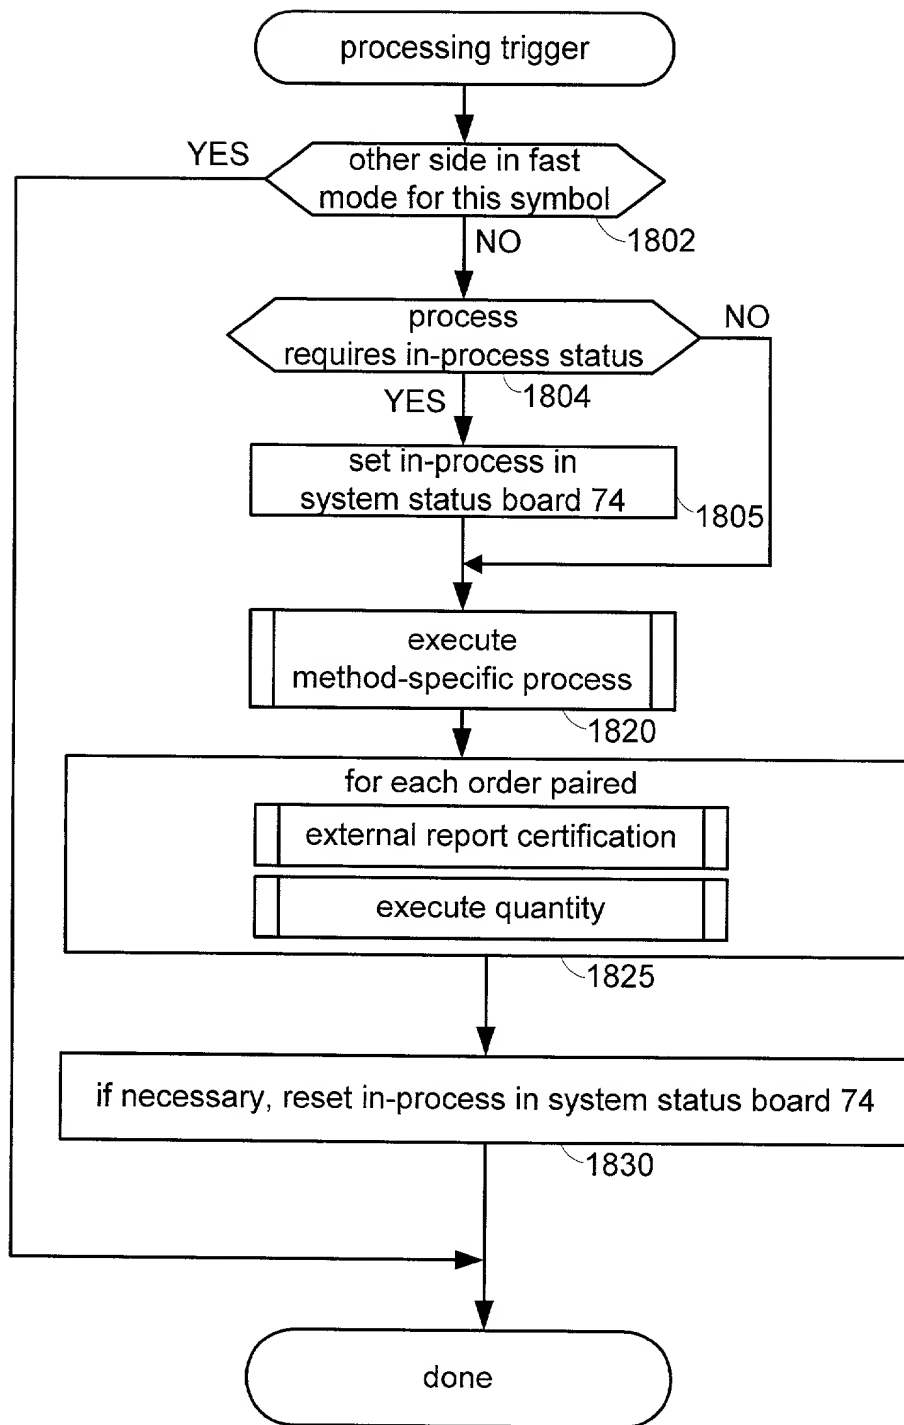 processing trigger
YES
other side in fast
mode for this symbol
1802
NO
process
requires in-process status
NO
1804
YES
set in-process in
system status board 74
1805
execute
method-specific process
1820
for each order paired
external report certification
execute quantity
1825
if necessary, reset in-process in system status board 74
1830
done